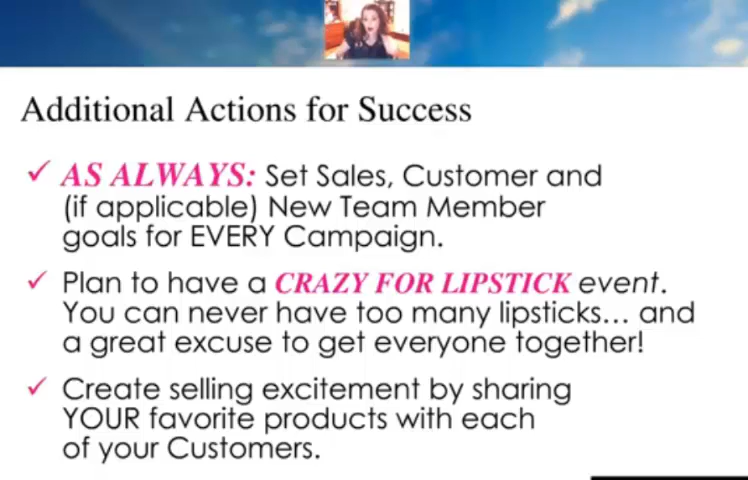 Additional Actions for Success
AS ALWAYS: Set Sales, Customer and
(if applicable) New Team Member
goals for EVERY Campaign.
Plan to have a CRAZY FOR LIPSTICK event.
You can never have too many lipsticks... and
a great excuse to get everyone together!
Create selling excitement by sharing
YOUR favorite products with each
of your Customers.